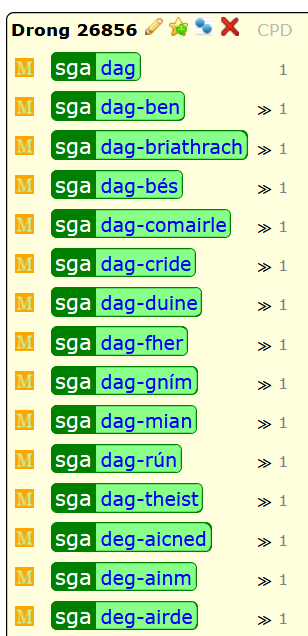 Drong 26856 CPD
M sga dag 1
M sga dag-ben ≫ 1
M sga dag-briathrach ≫ 1
M sga dag-bés ≫ 1
M sga dag-comairle ≫ 1
M sga dag-cride ≫ 1
M sga dag-duine ≫ 1
M sga dag-fher ≫ 1
M sga dag-gním ≫ 1
M sga dag-mian ≫ 1
M sga dag-rún ≫ 1
M sga dag-theist ≫ 1
M sga deg-aicned ≫ 1
M sga deg-ainm ≫ 1
M sga deg-airde ≫ 1